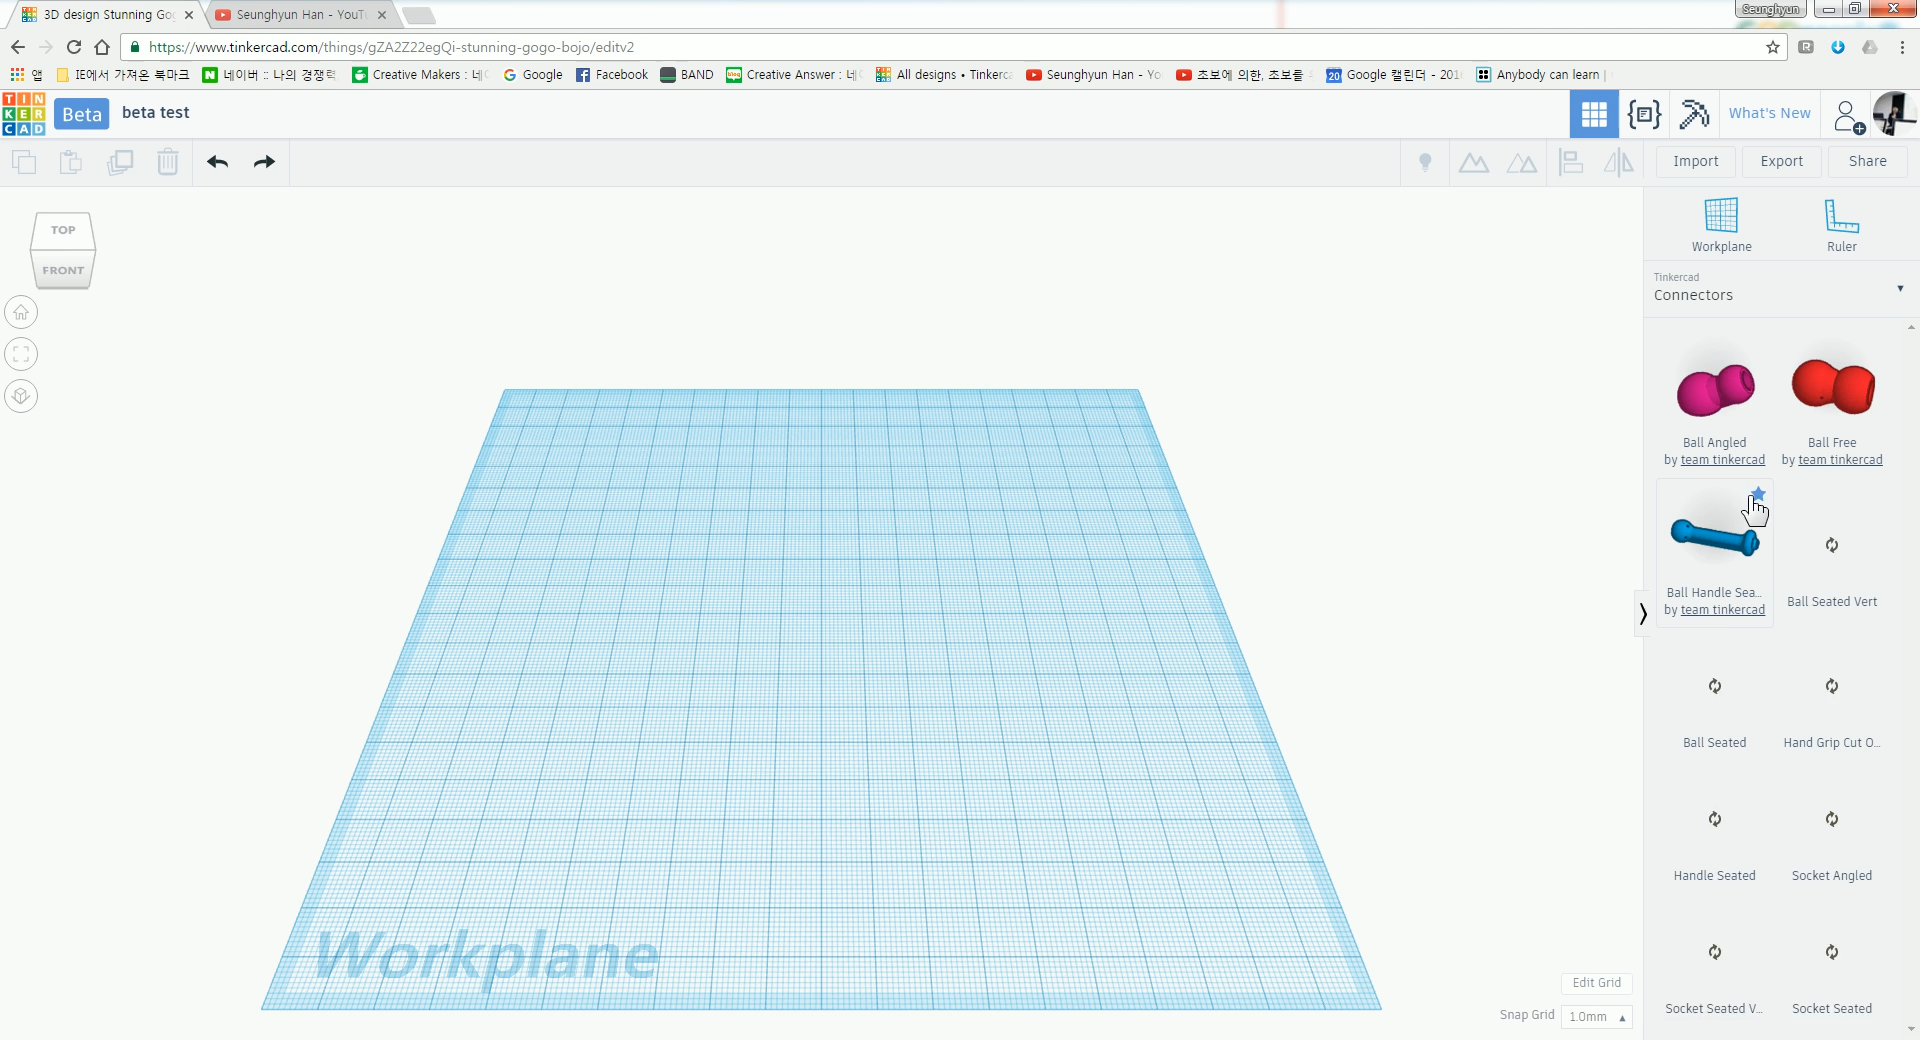 3D design Stunning Go
Seunghyun Han - YouT
Seunghyun
https://www.tinkercad.com/things/gZA2Z22egQi-stunning-gogo-bojo/editv2
앱
IE에서 가져온 북마크
네이버 :: 나의 경쟁력
Creative Makers : 네
Google
Facebook
BAND
Creative Answer : 네
All designs • Tinkerc
Seunghyun Han - Yo
초보에 의한, 초보를
20
Google 캘린더 - 201
Anybody can learn |
TIN
KER
CAD
Beta
beta test
What's New
Import
Export
Share
TOP
FRONT
Workplane
Ruler
Tinkercad
Connectors
Ball Angled
by team tinkercad
Ball Free
by team tinkercad
Ball Handle Sea...
by team tinkercad
Ball Seated Vert
Ball Seated
Hand Grip Cut O...
Handle Seated
Socket Angled
Socket Seated V...
Socket Seated
Workplane
Edit Grid
Snap Grid
1.0mm